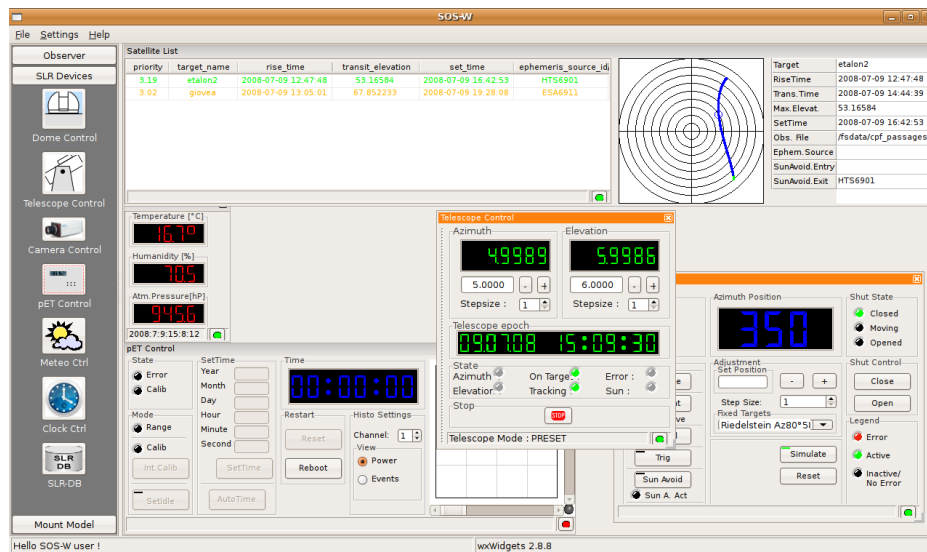 SOS-W
File Settings Help
Observer
SLR Devices
Dome Control
Telescope Control
Camera Control
pET Control
Meteo Ctrl
Clock Ctrl
SLR
DB
SLR-DB
Mount Model
Satellite List
priority target_name rise_time transit_elevation set_time ephemeris_source_id
3.19 etalon2 2008-07-09 12:47:48 53.16584 2008-07-09 16:42:53 HTS6901
3.02 giovea 2008-07-09 13:05:01 67.852233 2008-07-09 19:28:08 ESA6911
Target etalon2
RiseTime 2008-07-09 12:47:48
Trans.Time 2008-07-09 14:44:39
Max.Elevat. 53.16584
SetTime 2008-07-09 16:42:53
Obs. File /fsdata/cpf_passages
Ephem.Source
SunAvoid.Entry
SunAvoid.Exit HTS6901
Temperature [°C]
16.7°
Humanidity [%]
70.5
Atm.Pressure[hP]
945.6
2008:7:9:15:8:12
Telescope Control
Azimuth
4.9989
5.0000 - +
Stepsize : 1
Elevation
5.9986
6.0000 - +
Stepsize : 1
Telescope epoch
09.07.08 15:09:30
State
Azimuth On Targe Error :
Elevation Tracking Sun :
Stop
STOP
Telescope Mode : PRESET
pET Control
State
Error
Calib
Mode
Range
Calib
Int.Calib
SetIdle
SetTime
Year
Month
Day
Hour
Minute
Second
SetTime
AutoTime
Time
00:00:00
Restart
Reset
Reboot
Histo Settings
Channel: 1
View
Power
Events
Trig
Sun Avoid
Sun A. Act
Azimuth Position
350
Adjustment
Set Position
- +
Step Size: 1
Fixed Targets
Simulate
Reset
Shut State
Closed
Moving
Opened
Shut Control
Close
Open
Legend
Error
Active
Inactive/
No Error
Hello SOS-W user !
wxWidgets 2.8.8